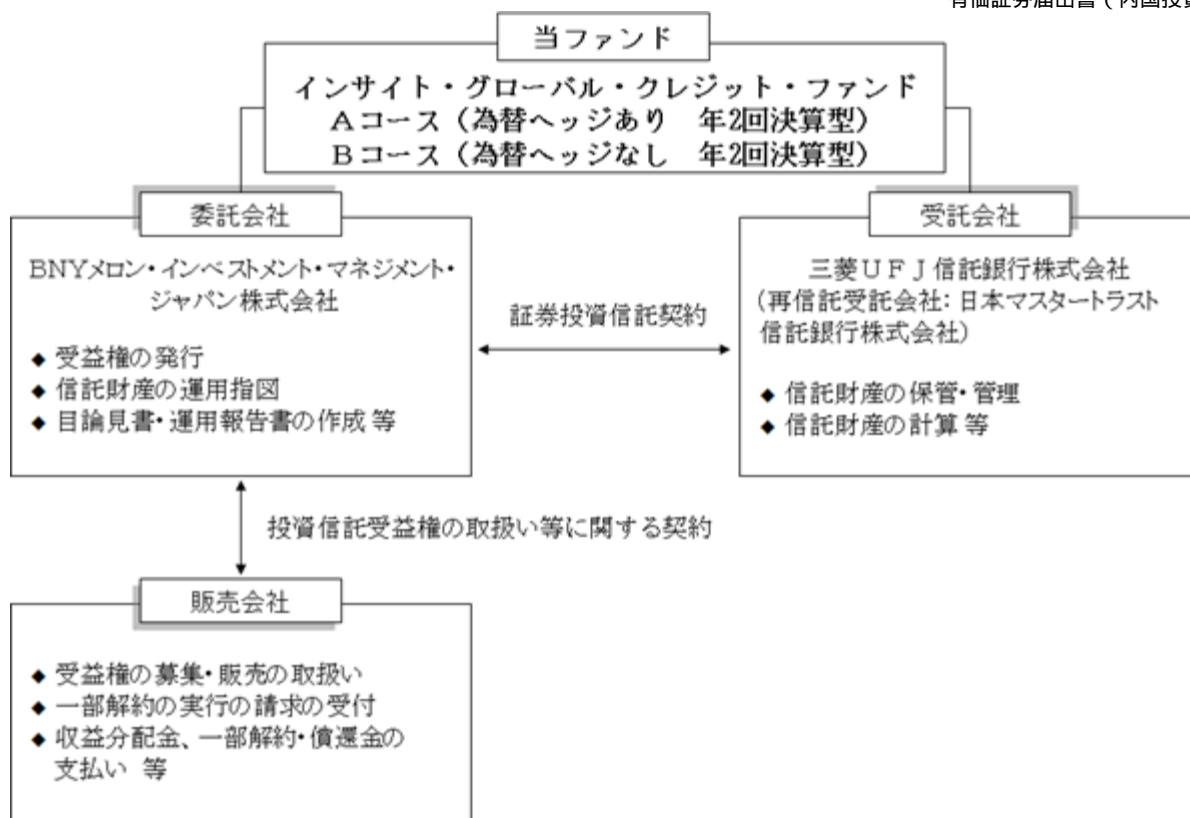 有価証券届出書（内国投資
当ファンド
インサイト・グローバル・クレジット・ファンド
Ａコース（為替ヘッジあり　年2回決算型）
Ｂコース（為替ヘッジなし　年2回決算型）
委託会社
BNYメロン・インベストメント・マネジメント・
ジャパン株式会社
◆ 受益権の発行
◆ 信託財産の運用指図
◆ 目論見書・運用報告書の作成 等
証券投資信託契約
受託会社
三菱ＵＦＪ信託銀行株式会社
(再信託受託会社：日本マスタートラスト
信託銀行株式会社)
◆ 信託財産の保管・管理
◆ 信託財産の計算 等
投資信託受益権の取扱い等に関する契約
販売会社
◆ 受益権の募集・販売の取扱い
◆ 一部解約の実行の請求の受付
◆ 収益分配金、一部解約・償還金の
支払い 等